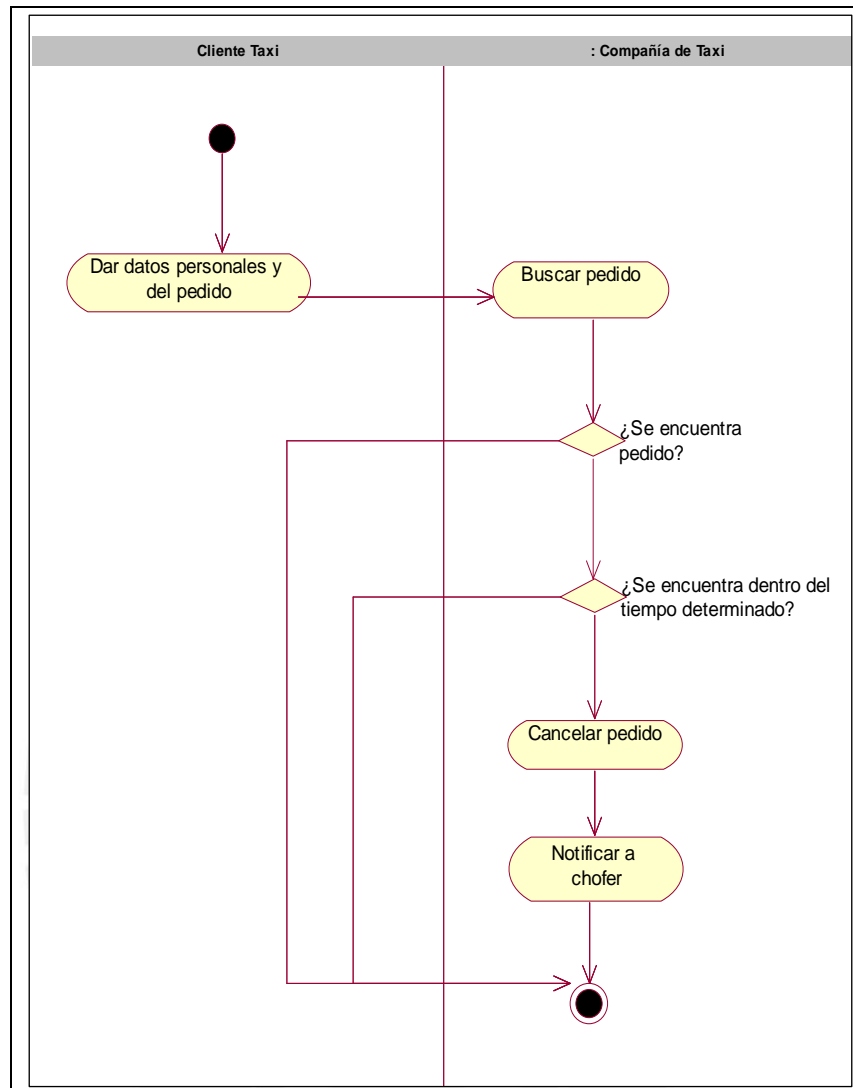 Cliente Taxi
: Compañía de Taxi
Dar datos personales y
del pedido
Buscar pedido
¿Se encuentra
pedido?
¿Se encuentra dentro del
tiempo determinado?
Cancelar pedido
Notificar a
chofer